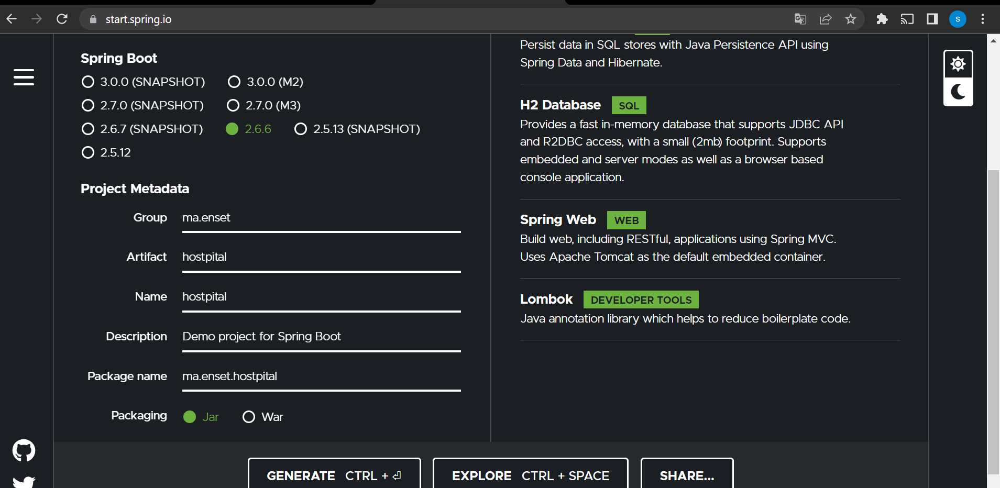 start.spring.io
S
Spring Boot
3.0.0 (SNAPSHOT) 3.0.0 (M2)
2.7.0 (SNAPSHOT) 2.7.0 (M3)
2.6.7 (SNAPSHOT) 2.6.6 2.5.13 (SNAPSHOT)
2.5.12
Project Metadata
Group ma.enset
Artifact hostpital
Name hostpital
Description Demo project for Spring Boot
Package name ma.enset.hostpital
Packaging Jar War
Persist data in SQL stores with Java Persistence API using
Spring Data and Hibernate.
H2 Database SQL
Provides a fast in-memory database that supports JDBC API
and R2DBC access, with a small (2mb) footprint. Supports
embedded and server modes as well as a browser based
console application.
Spring Web WEB
Build web, including RESTful, applications using Spring MVC.
Uses Apache Tomcat as the default embedded container.
Lombok DEVELOPER TOOLS
Java annotation library which helps to reduce boilerplate code.
GENERATE CTRL + ⏎ EXPLORE CTRL + SPACE SHARE...